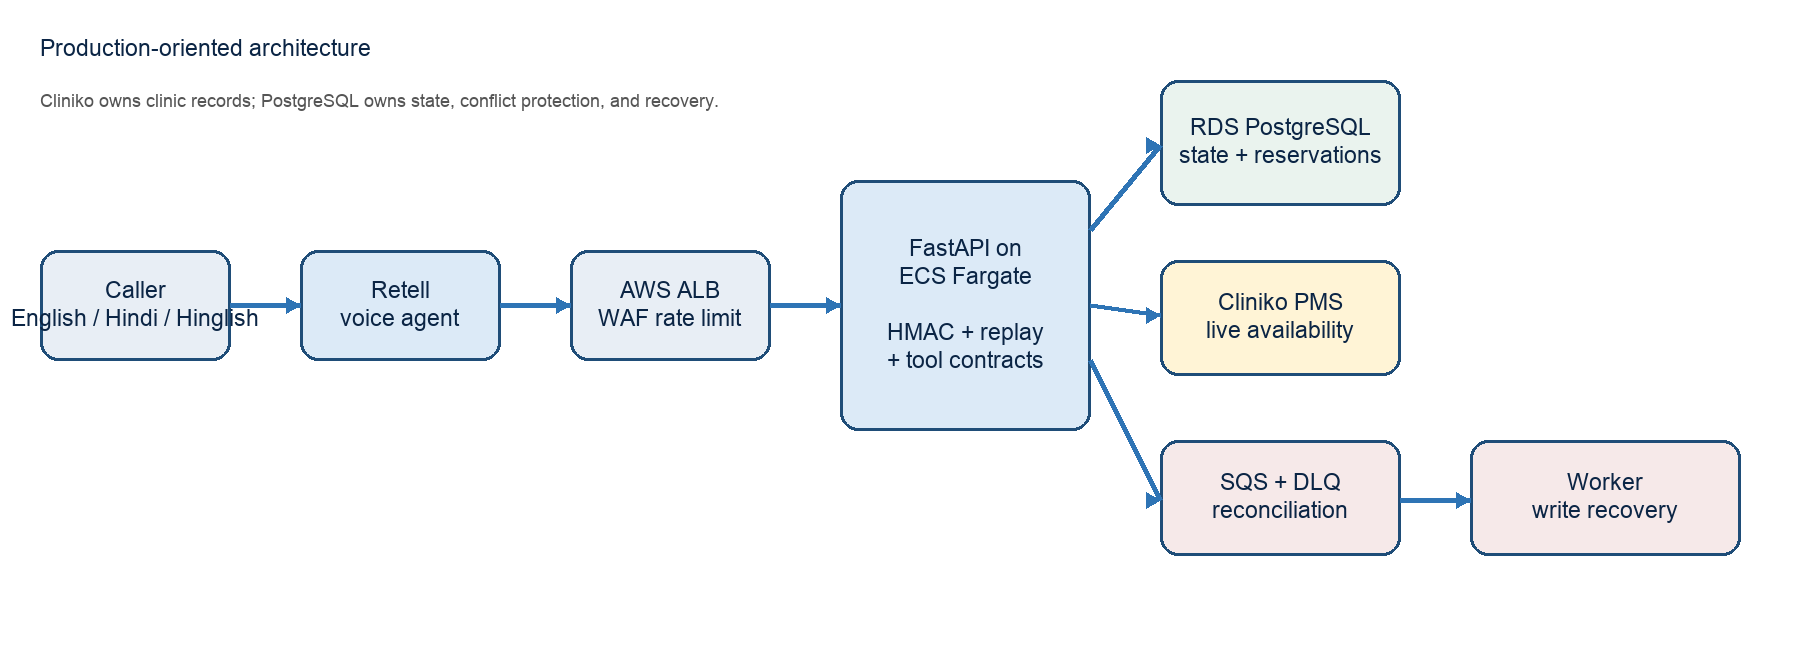 Production-oriented architecture
Cliniko owns clinic records; PostgreSQL owns state, conflict protection, and recovery.
Caller
English / Hindi / Hinglish
Retell
voice agent
AWS ALB
WAF rate limit
FastAPI on
ECS Fargate
HMAC + replay
+ tool contracts
RDS PostgreSQL
state + reservations
Cliniko PMS
live availability
SQS + DLQ
reconciliation
Worker
write recovery